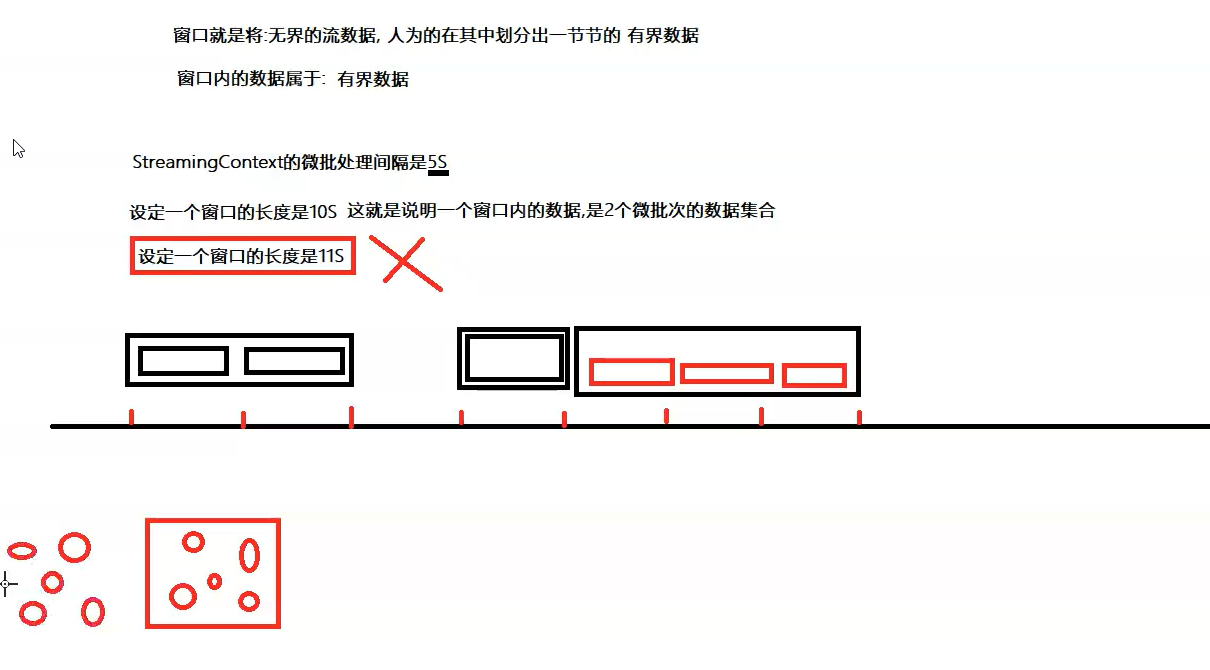 窗口就是将:无界的流数据, 人为的在其中划分出一节节的 有界数据
窗口内的数据属于: 有界数据
StreamingContext的微批处理间隔是5S
设定一个窗口的长度是10S 这就是说明一个窗口内的数据,是2个微批次的数据集合
设定一个窗口的长度是11S